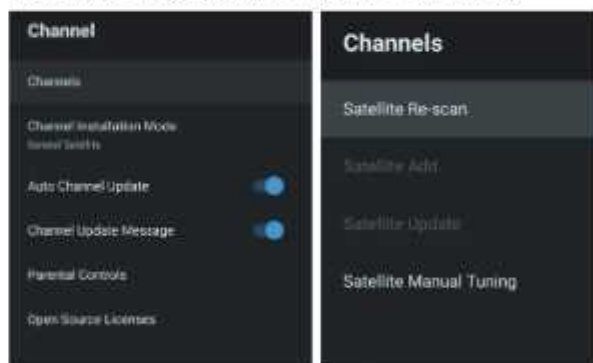 Channel
Channels
Channel Installation Mode
Auto Channel Update
Channel Update Message
Parental Controls
Open Source Licenses
Channels
Satellite Re-scan
Satellite Add
Satellite Update
Satellite Manual Tuning